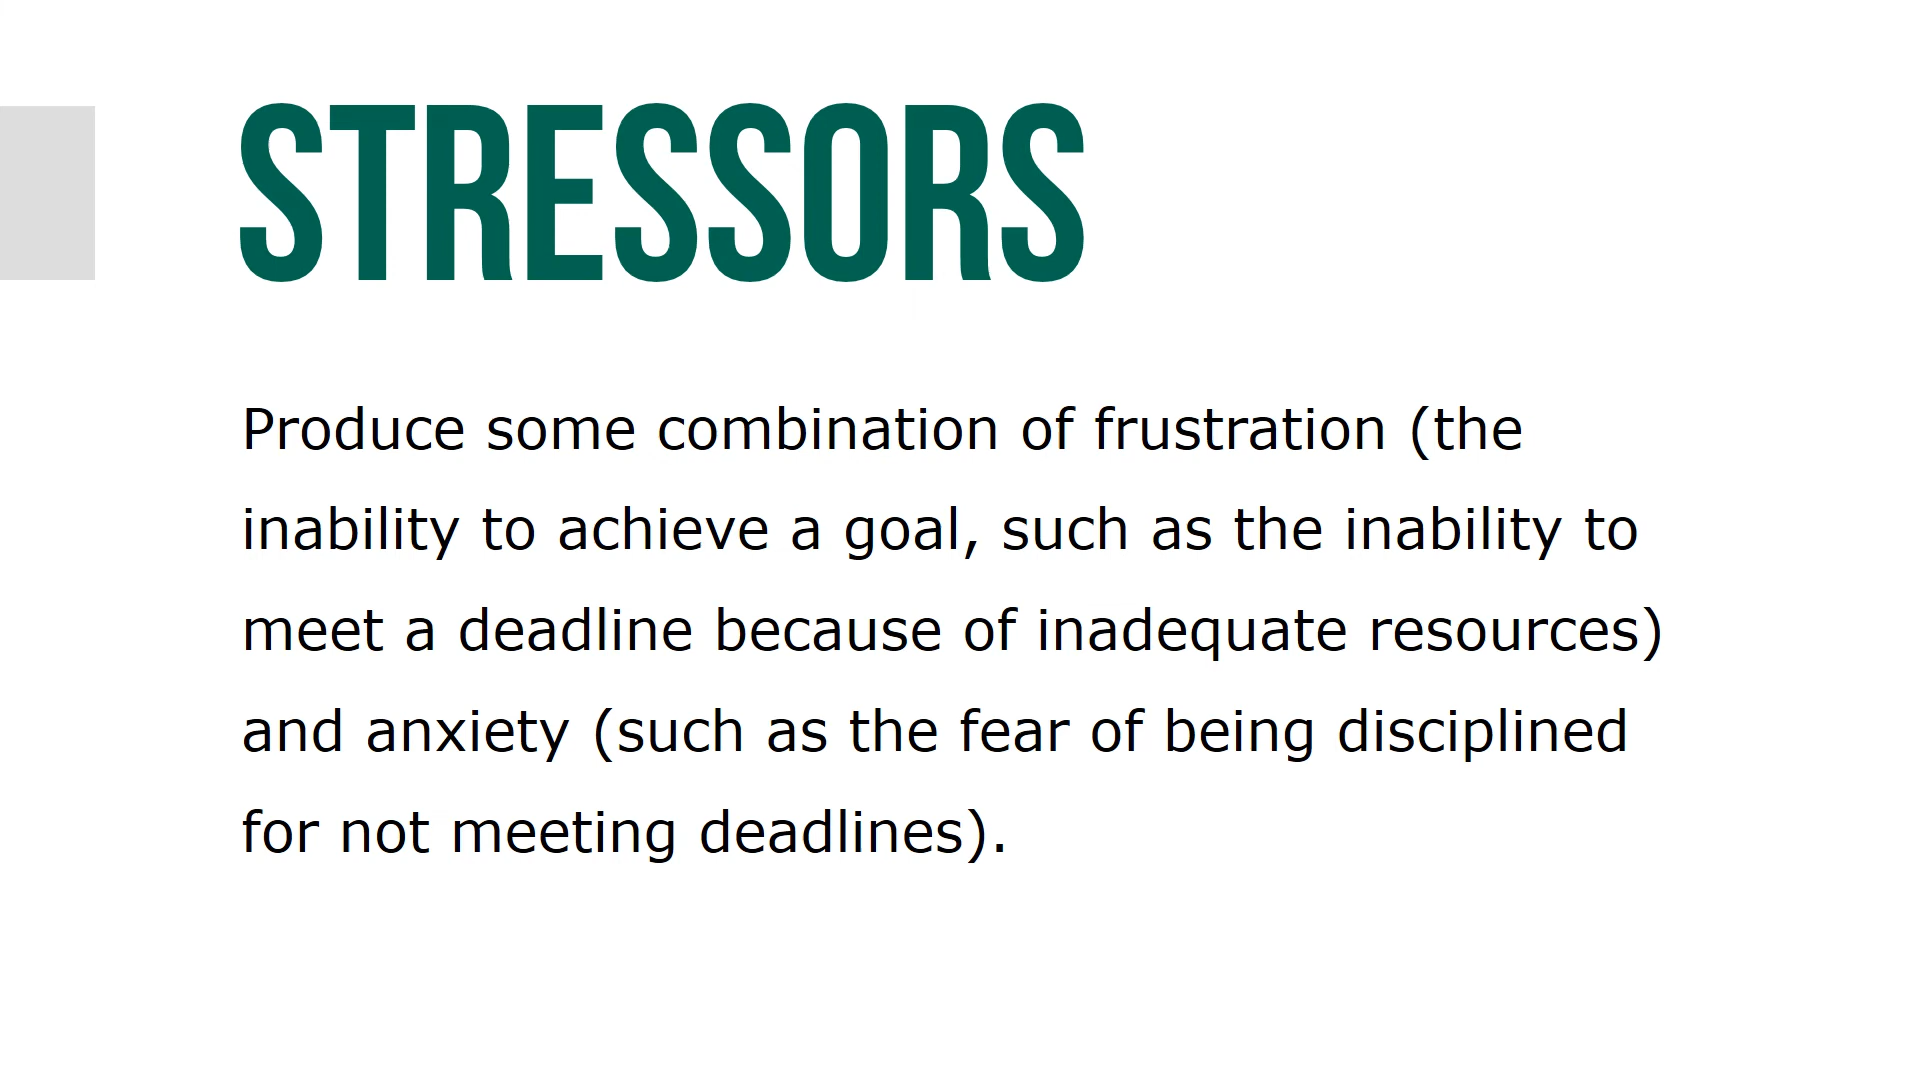 STRESSORS
Produce some combination of frustration (the
inability to achieve a goal, such as the inability to
meet a deadline because of inadequate resources)
and anxiety (such as the fear of being disciplined
for not meeting deadlines).